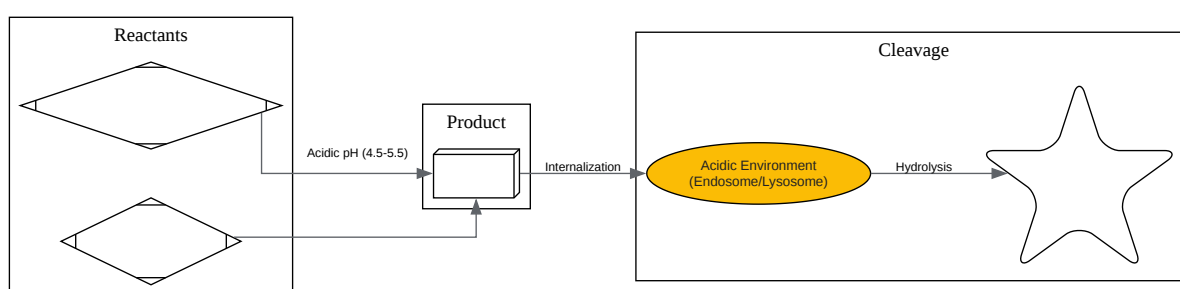 Reactants
Acidic pH (4.5-5.5)
Product
Internalization
Cleavage
Acidic Environment
(Endosome/Lysosome)
Hydrolysis